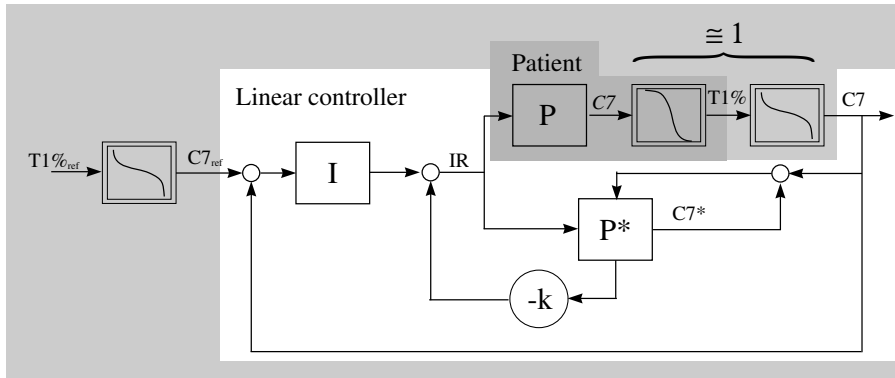 ≅ 1
Patient
Linear controller
P
C7
T1%
C7
T1%ref
C7ref
I
IR
P*
C7*
-k